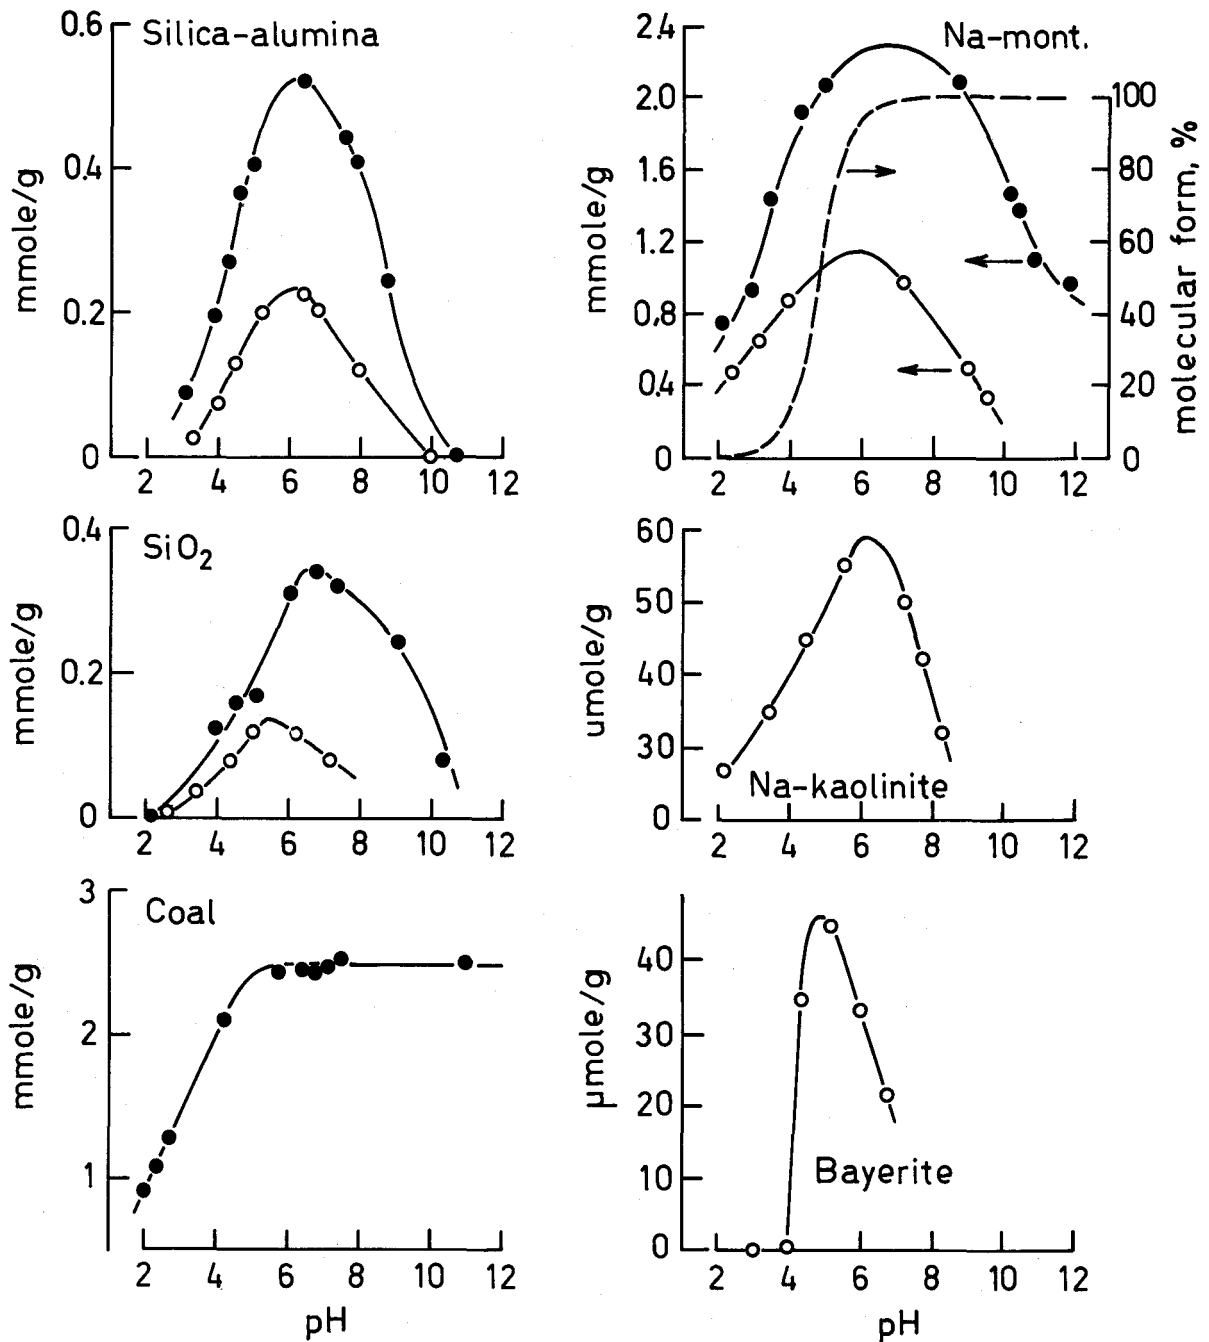 Silica-alumina
mmole/g
0.6
0.4
0.2
0
2 4 6 8 10 12
Na-mont.
mmole/g
2.4
2.0
1.6
1.2
0.8
0.4
0
2 4 6 8 10 12
100
80
60
40
20
0
molecular form, %
SiO2
mmole/g
0.4
0.2
0
2 4 6 8 10 12
Na-kaolinite
umole/g
60
50
40
30
0
2 4 6 8 10 12
Coal
mmole/g
3
2
1
2 4 6 8 10 12
pH
Bayerite
µmole/g
40
30
20
10
0
2 4 6 8 10 12
pH